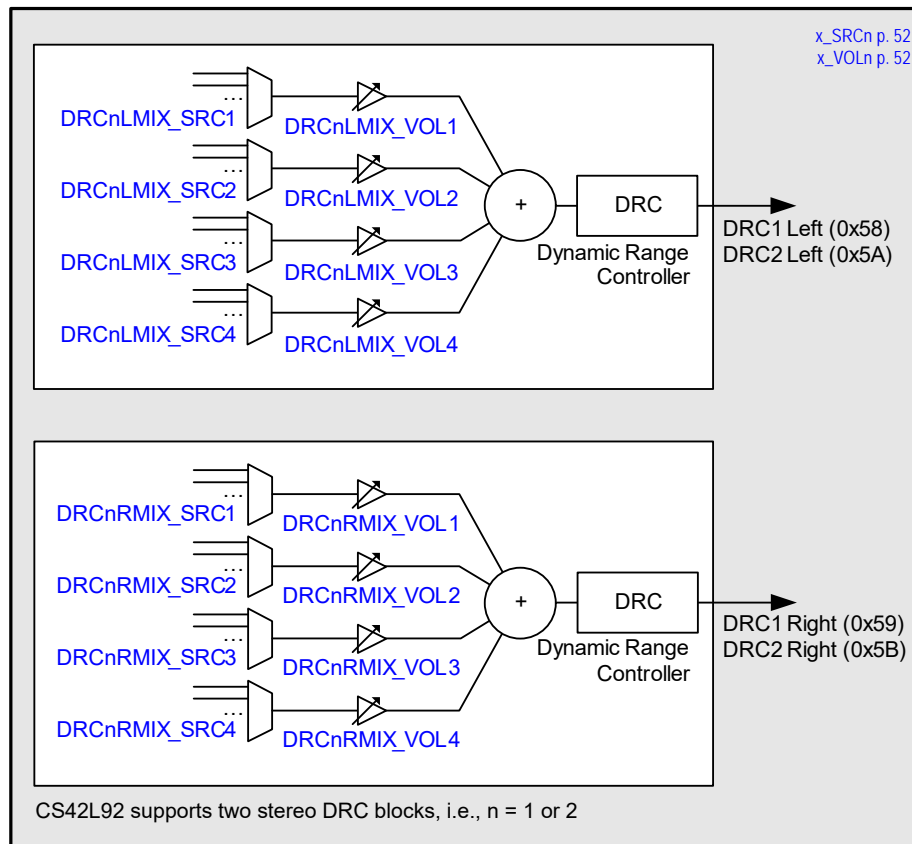 x_SRCn p. 52
x_VOLn p. 52
...
DRCnLMIX_SRC1
DRCnLMIX_VOL1
...
DRCnLMIX_SRC2
DRCnLMIX_VOL2
...
DRCnLMIX_SRC3
DRCnLMIX_VOL3
...
DRCnLMIX_SRC4
DRCnLMIX_VOL4
+
DRC
Dynamic Range
Controller
DRC1 Left (0x58)
DRC2 Left (0x5A)
...
DRCnRMIX_SRC1
DRCnRMIX_VOL1
...
DRCnRMIX_SRC2
DRCnRMIX_VOL2
...
DRCnRMIX_SRC3
DRCnRMIX_VOL3
...
DRCnRMIX_SRC4
DRCnRMIX_VOL4
+
DRC
Dynamic Range
Controller
DRC1 Right (0x59)
DRC2 Right (0x5B)
CS42L92 supports two stereo DRC blocks, i.e., n = 1 or 2